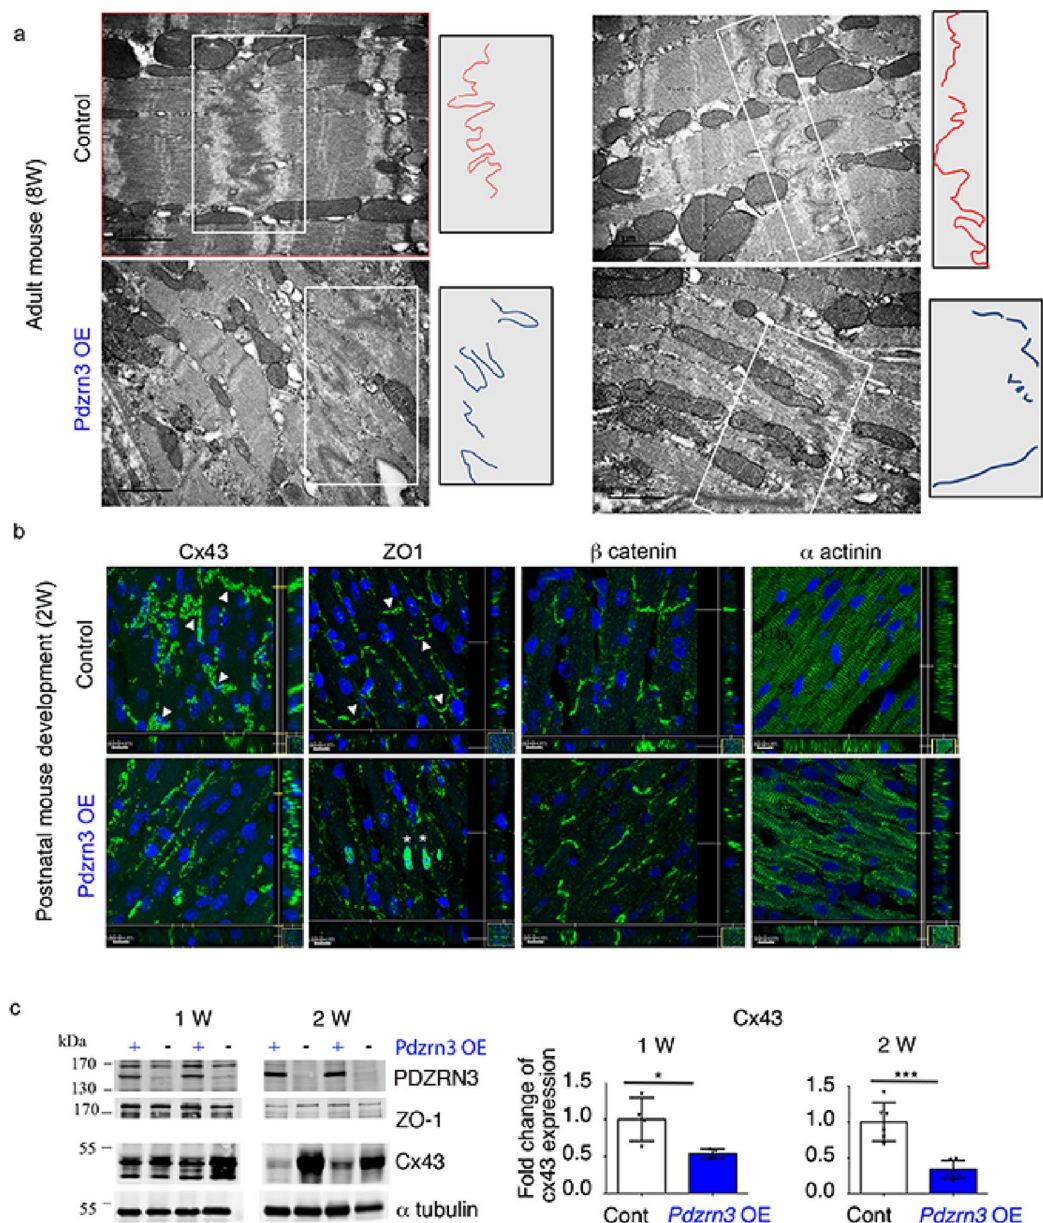 a
Adult mouse (8W)
Control
Pdzrn3 OE
b
Cx43 ZO1 β catenin α actinin
Postnatal mouse development (2W)
Control
Pdzrn3 OE
* *
c
1 W 2 W Cx43
kDa + - + - + - + - Pdzrn3 OE 1 W 2 W
170
130
PDZRN3
170
ZO-1
55
Cx43
55
α tubulin
Fold change of
cx43 expression
1.5
1.0
0.5
0.0
*
1.5
1.0
0.5
0.0
***
Cont Pdzrn3 OE Cont Pdzrn3 OE